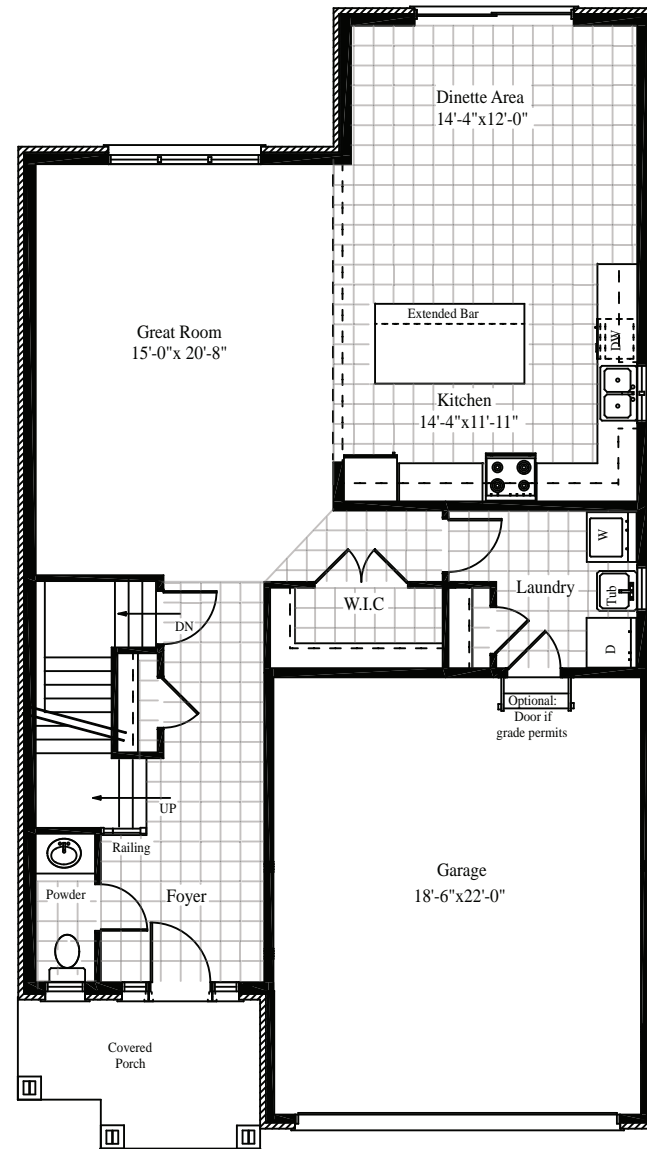 Dinette Area
14'-4"x12'-0"
Extended Bar
Great Room
15'-0"x 20'-8"
DW
Kitchen
14'-4"x11'-11"
W
Laundry
Tub
W.I.C
DN
D
Optional:
Door if
grade permits
UP
Railing
Garage
18'-6"x22'-0"
Powder
Foyer
Covered
Porch